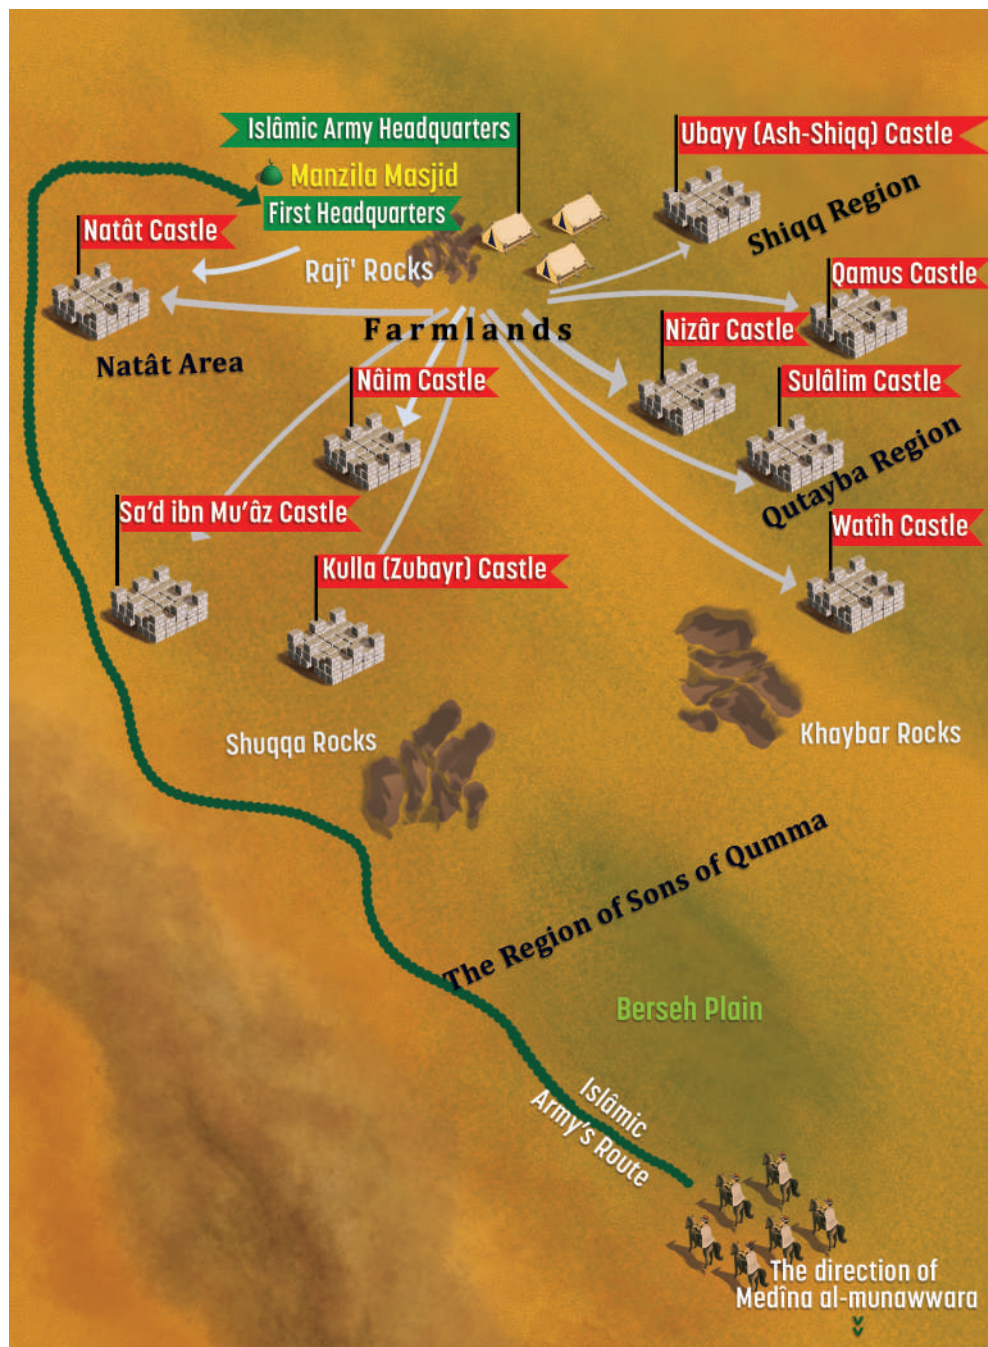 Islâmic Army Headquarters
Ubayy (Ash-Shiqq) Castle
Manzila Masjid
First Headquarters
Natât Castle
Shiqq Region
Rajî' Rocks
Qamus Castle
Farmlands
Nizâr Castle
Natât Area
Nâim Castle
Sulâlim Castle
Qutayba Region
Sa'd ibn Mu'âz Castle
Watîh Castle
Kulla (Zubayr) Castle
Shuqqa Rocks
Khaybar Rocks
The Region of Sons of Qumma
Berseh Plain
Islâmic
Army's Route
The direction of
Medîna al-munawwara